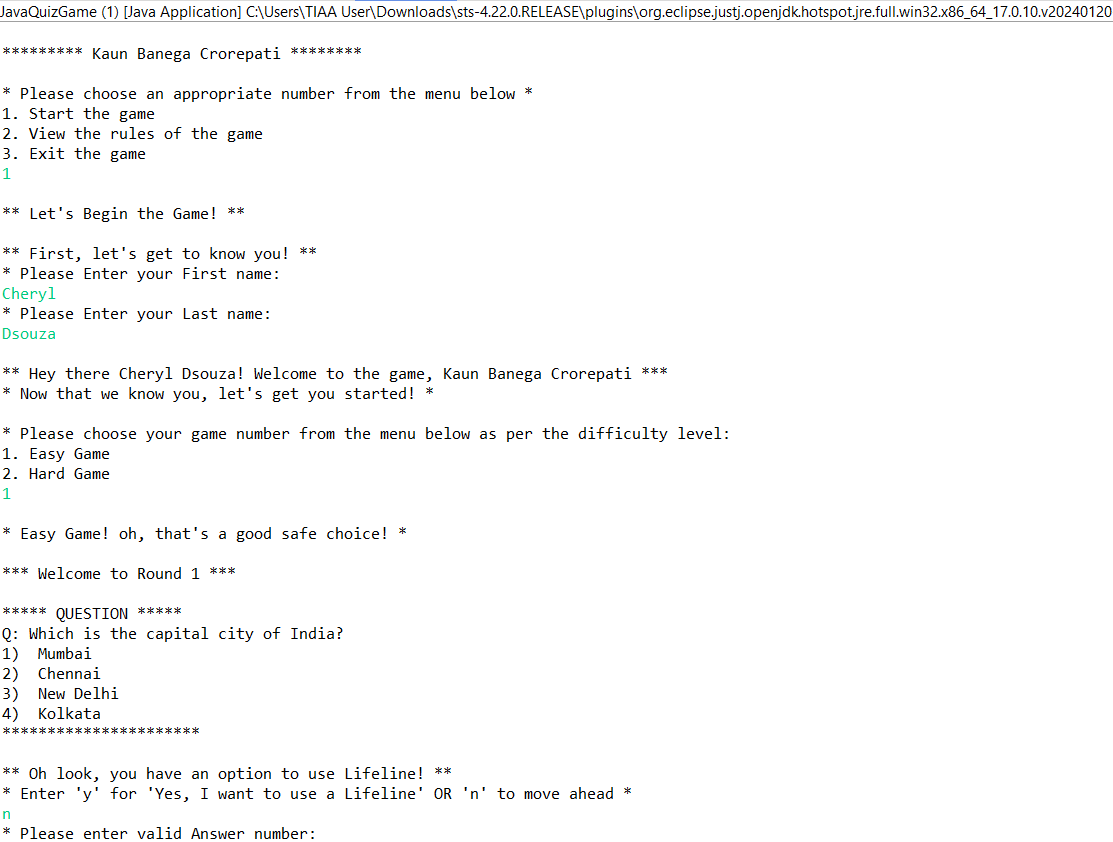 JavaQuizGame (1) [Java Application] C:\Users\TIAA User\Downloads\sts-4.22.0.RELEASE\plugins\org.eclipse.justj.openjdk.hotspot.jre.full.win32.x86_64_17.0.10.v20240120
********* Kaun Banega Crorepati ********
* Please choose an appropriate number from the menu below *
1. Start the game
2. View the rules of the game
3. Exit the game
1
** Let's Begin the Game! **
** First, let's get to know you! **
* Please Enter your First name:
Cheryl
* Please Enter your Last name:
Dsouza
** Hey there Cheryl Dsouza! Welcome to the game, Kaun Banega Crorepati ***
* Now that we know you, let's get you started! *
* Please choose your game number from the menu below as per the difficulty level:
1. Easy Game
2. Hard Game
1
* Easy Game! oh, that's a good safe choice! *
*** Welcome to Round 1 ***
***** QUESTION *****
Q: Which is the capital city of India?
1)  Mumbai
2)  Chennai
3)  New Delhi
4)  Kolkata
**********************
** Oh look, you have an option to use Lifeline! **
* Enter 'y' for 'Yes, I want to use a Lifeline' OR 'n' to move ahead *
n
* Please enter valid Answer number: